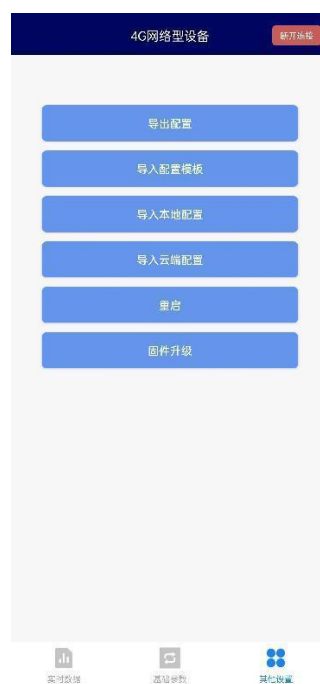 4G网络型设备
断开连接
导出配置
导入配置模板
导入本地配置
导入云端配置
重启
固件升级
实时数据
基础参数
其他设置